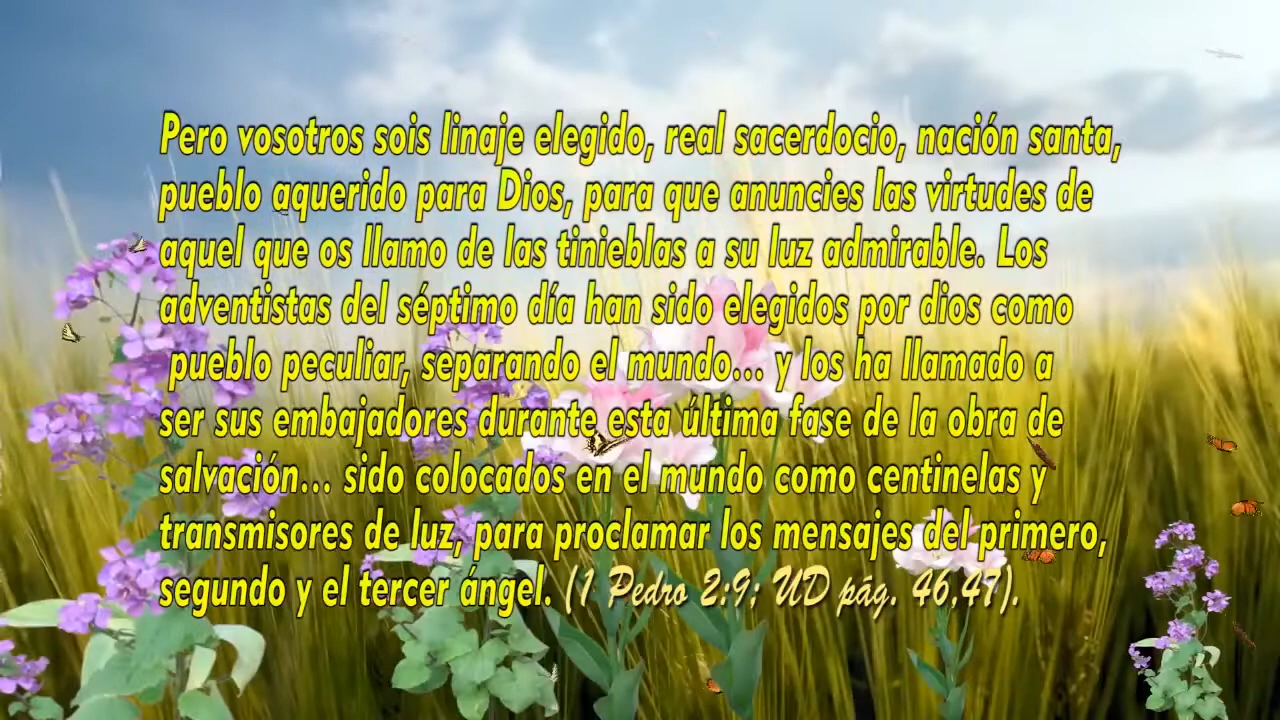 Pero vosotros sois linaje elegido, real sacerdocio, nación santa,
pueblo aquerido para Dios, para que anuncies las virtudes de
aquel que os llamo de las tinieblas a su luz admirable. Los
adventistas del séptimo día han sido elegidos por dios como
pueblo peculiar, separando el mundo... y los ha llamado a
ser sus embajadores durante esta última fase de la obra de
salvación... sido colocados en el mundo como centinelas y
transmisores de luz, para proclamar los mensajes del primero,
segundo y el tercer ángel. (1 Pedro 2:9; UD pág. 46,47).